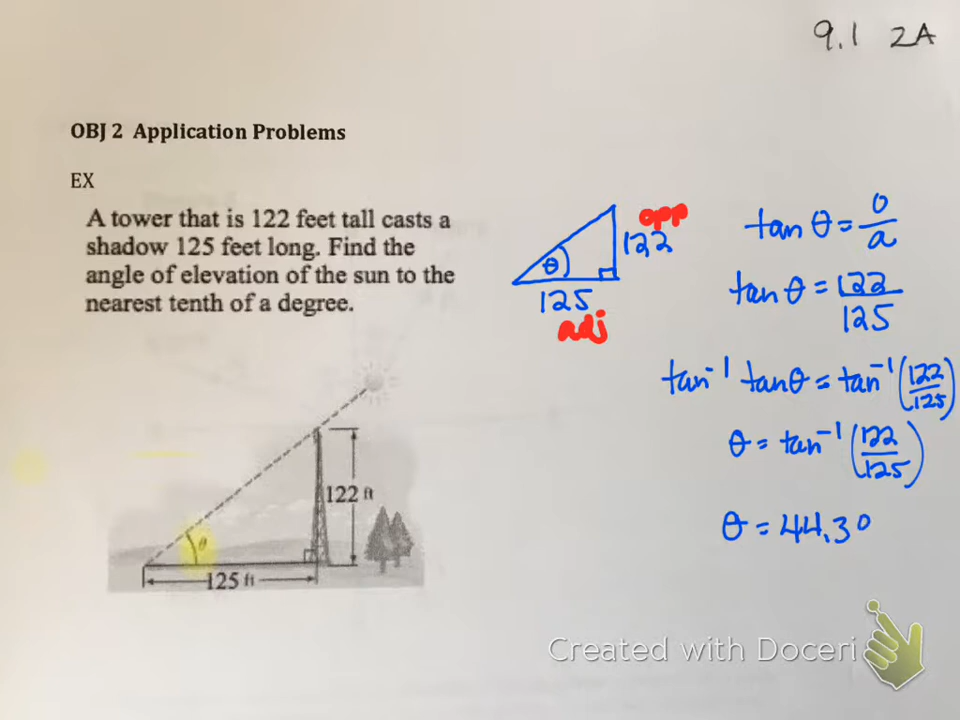 9.1 2A
OBJ 2 Application Problems
EX
A tower that is 122 feet tall casts a
shadow 125 feet long. Find the
angle of elevation of the sun to the
nearest tenth of a degree.
opp
122
θ
125
adj
tan θ = o/a
tan θ = 122/125
tan⁻¹ tan θ = tan⁻¹ (122/125)
θ = tan⁻¹ (122/125)
θ = 44.3°
122 ft
θ
125 ft
Created with Doceri